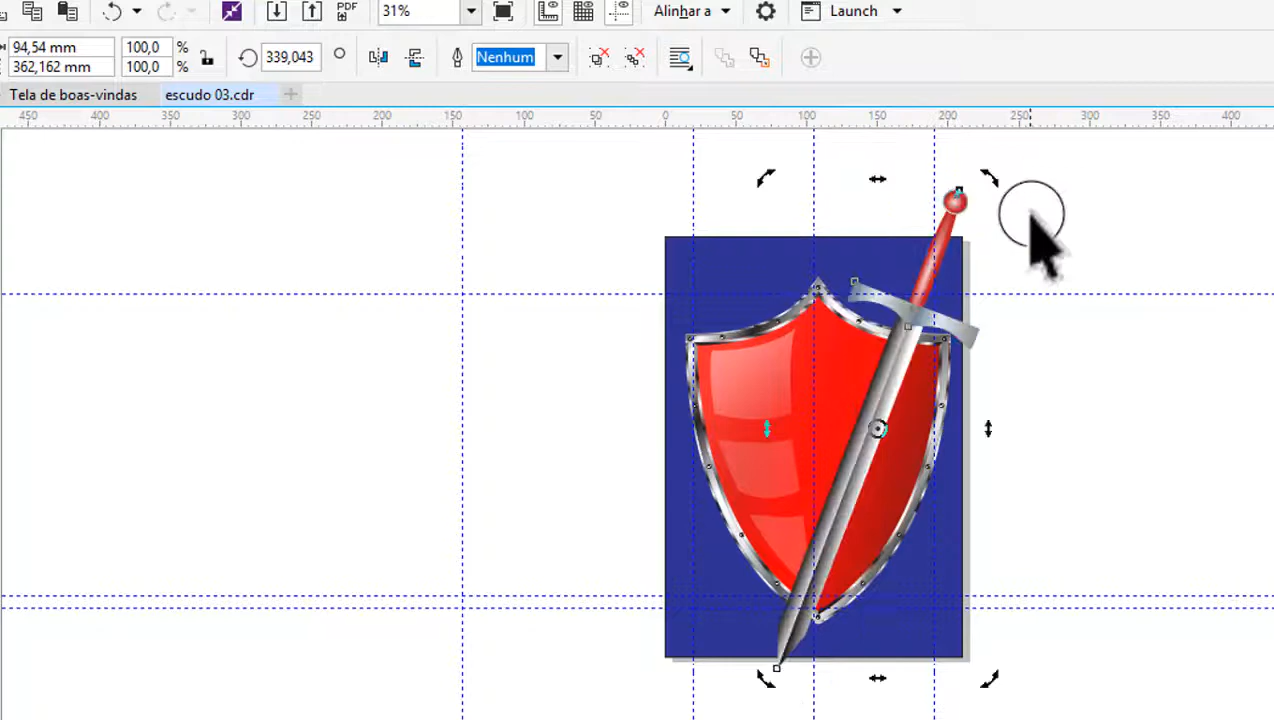 PDF 31% Alinhar a Launch
94,54 mm 100,0 %
362,162 mm 100,0 % 339,043 Nenhum
Tela de boas-vindas escudo 03.cdr
450 400 350 300 250 200 150 100 50 0 50 100 150 200 250 300 350 400